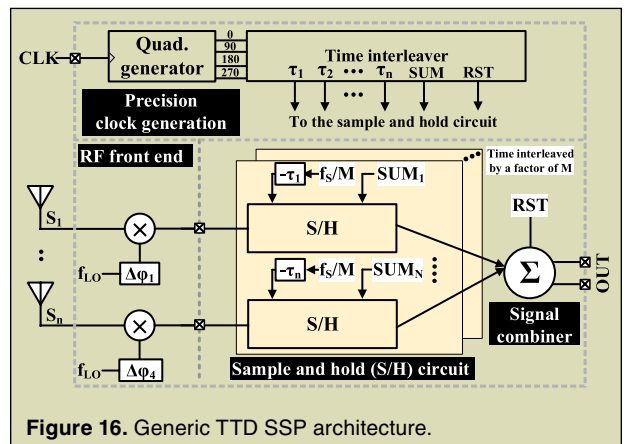 CLK
Quad.
generator
0
90
180
270
Time interleaver
τ1 τ2 ••• τn SUM RST
•••
To the sample and hold circuit
Precision
clock generation
RF front end
Time interleaved
by a factor of M
S1
fLO
Δφ1
-τ1
fS/M
SUM1
S/H
Sn
fLO
Δφ4
-τn
fS/M
SUMN
S/H
RST
Σ
OUT
Signal
combiner
Sample and hold (S/H) circuit
Figure 16. Generic TTD SSP architecture.